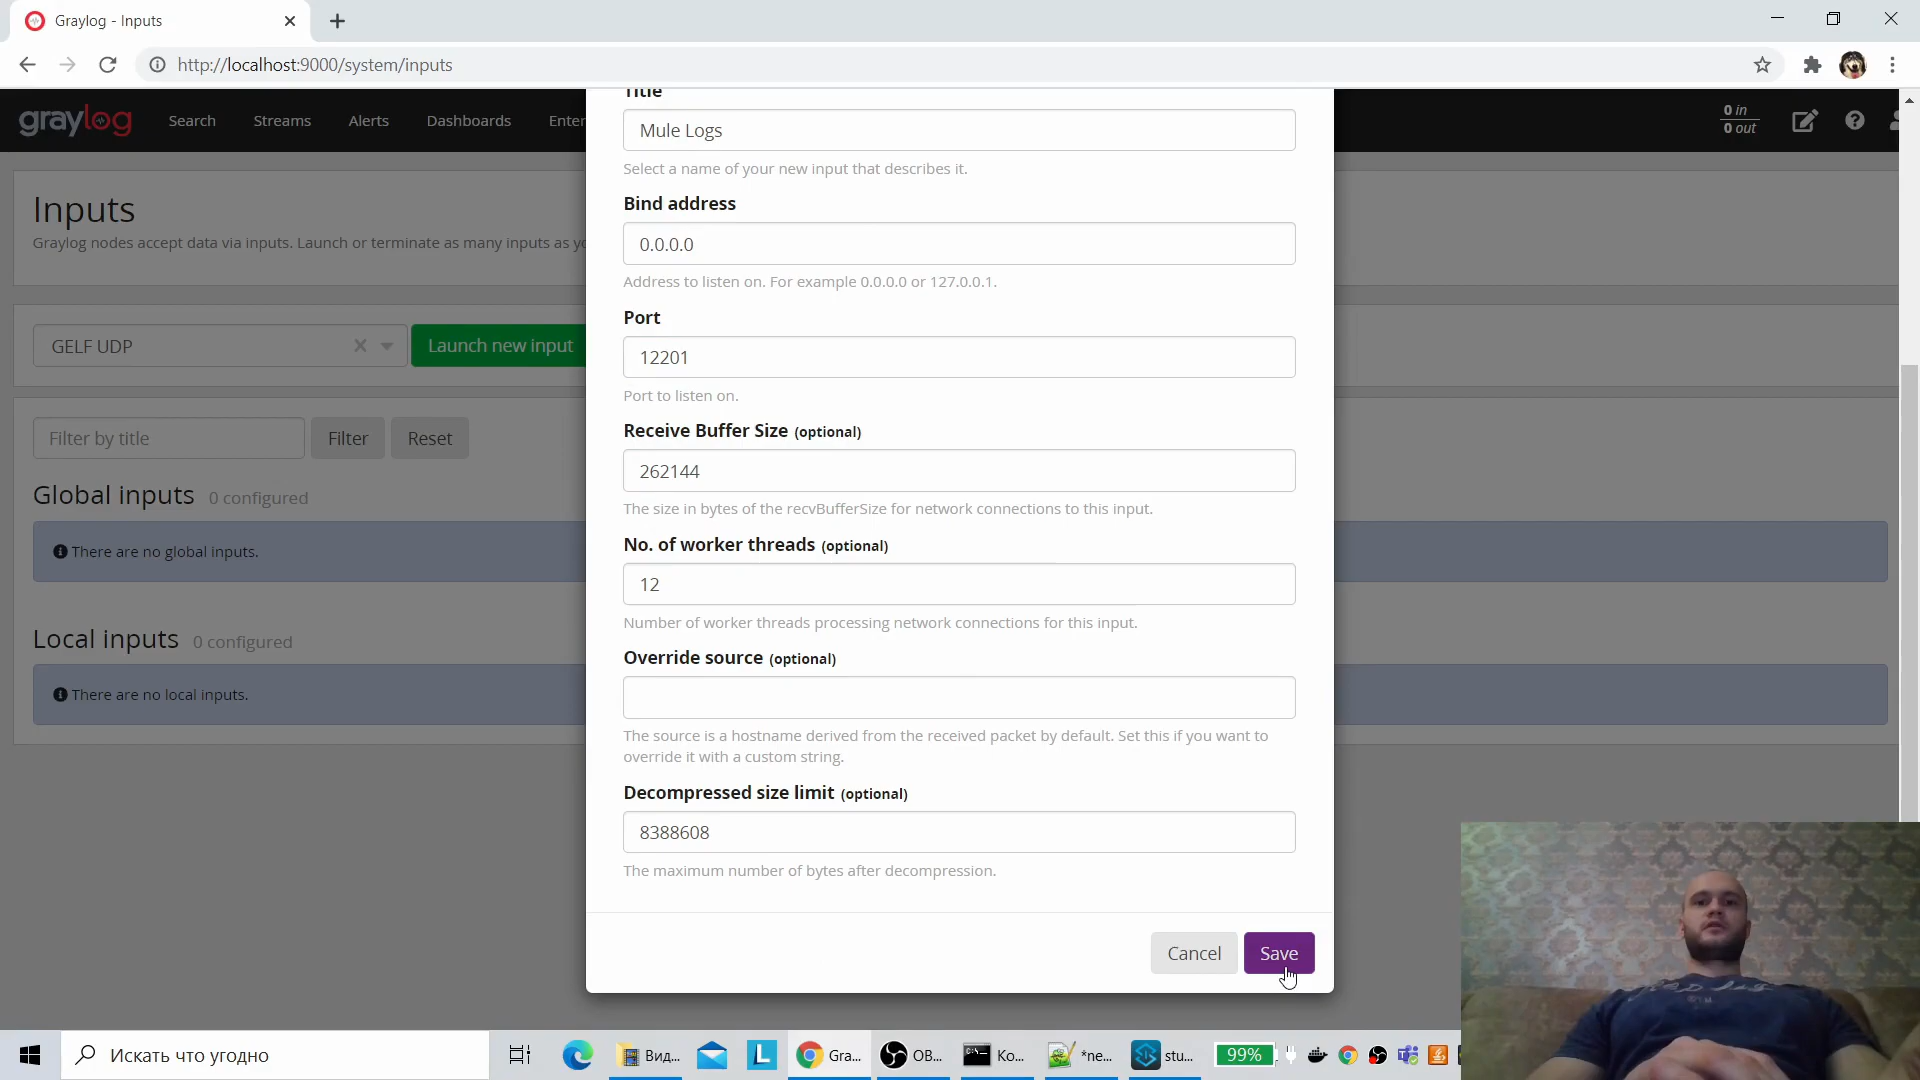 Graylog - Inputs
http://localhost:9000/system/inputs
graylog
Search
Streams
Alerts
Dashboards
Enter
0 in
0 out
Inputs
Graylog nodes accept data via inputs. Launch or terminate as many inputs as yo
GELF UDP
Launch new input
Filter by title
Filter
Reset
Global inputs 0 configured
There are no global inputs.
Local inputs 0 configured
There are no local inputs.
Title
Mule Logs
Select a name of your new input that describes it.
Bind address
0.0.0.0
Address to listen on. For example 0.0.0.0 or 127.0.0.1.
Port
12201
Port to listen on.
Receive Buffer Size (optional)
262144
The size in bytes of the recvBufferSize for network connections to this input.
No. of worker threads (optional)
12
Number of worker threads processing network connections for this input.
Override source (optional)
The source is a hostname derived from the received packet by default. Set this if you want to
override it with a custom string.
Decompressed size limit (optional)
8388608
The maximum number of bytes after decompression.
Cancel
Save
Искать что угодно
Вид...
L
Gra...
OB...
Ko...
*ne...
stu...
99%